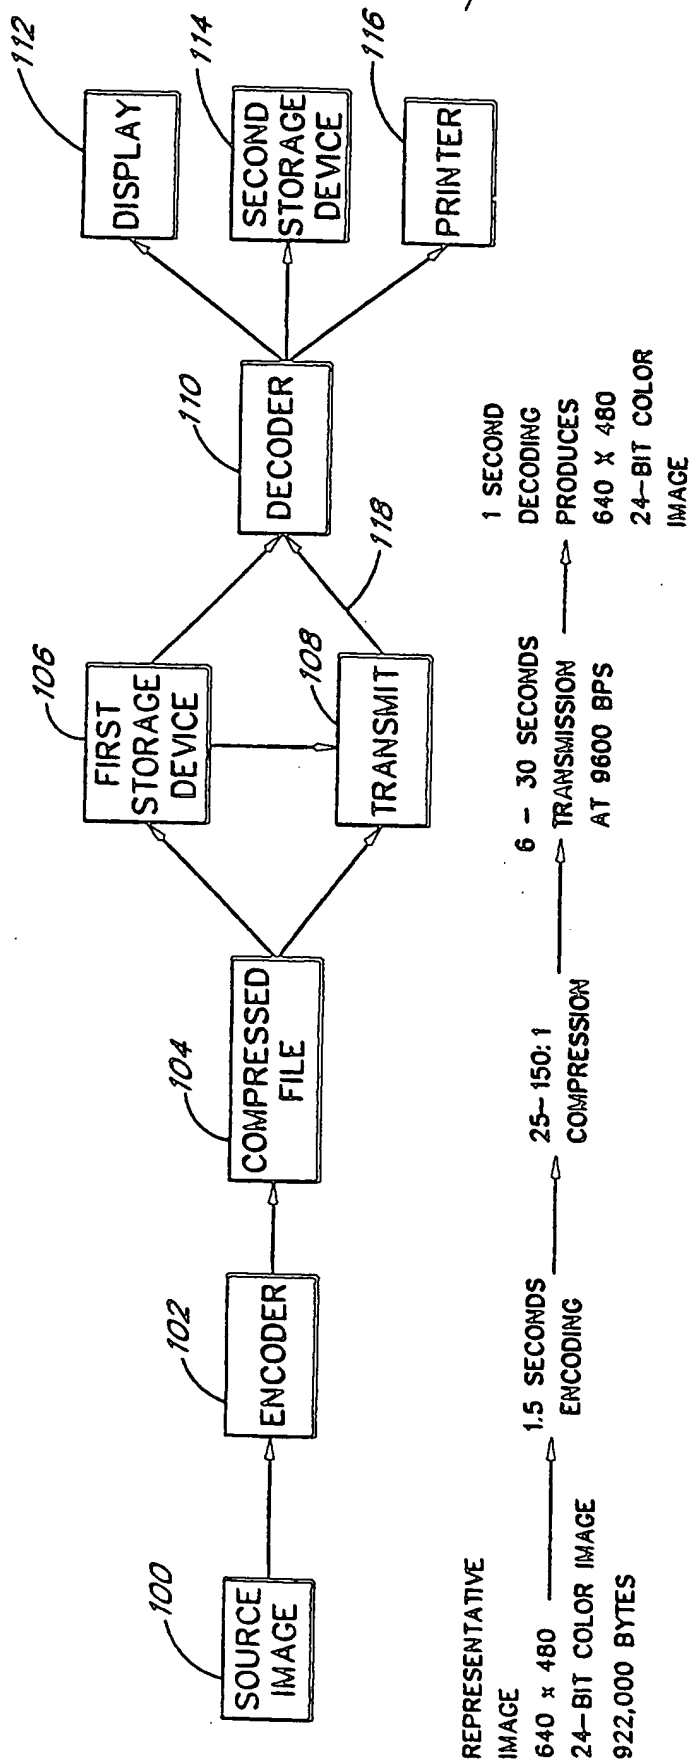 100
SOURCE
IMAGE
102
ENCODER
104
COMPRESSED
FILE
106
FIRST
STORAGE
DEVICE
108
TRANSMIT
118
110
DECODER
112
DISPLAY
114
SECOND
STORAGE
DEVICE
116
PRINTER
REPRESENTATIVE
IMAGE
640 x 480
24-BIT COLOR IMAGE
922,000 BYTES
1.5 SECONDS
ENCODING
25-150:1
COMPRESSION
6 - 30 SECONDS
TRANSMISSION
AT 9600 BPS
1 SECOND
DECODING
PRODUCES
640 X 480
24-BIT COLOR
IMAGE